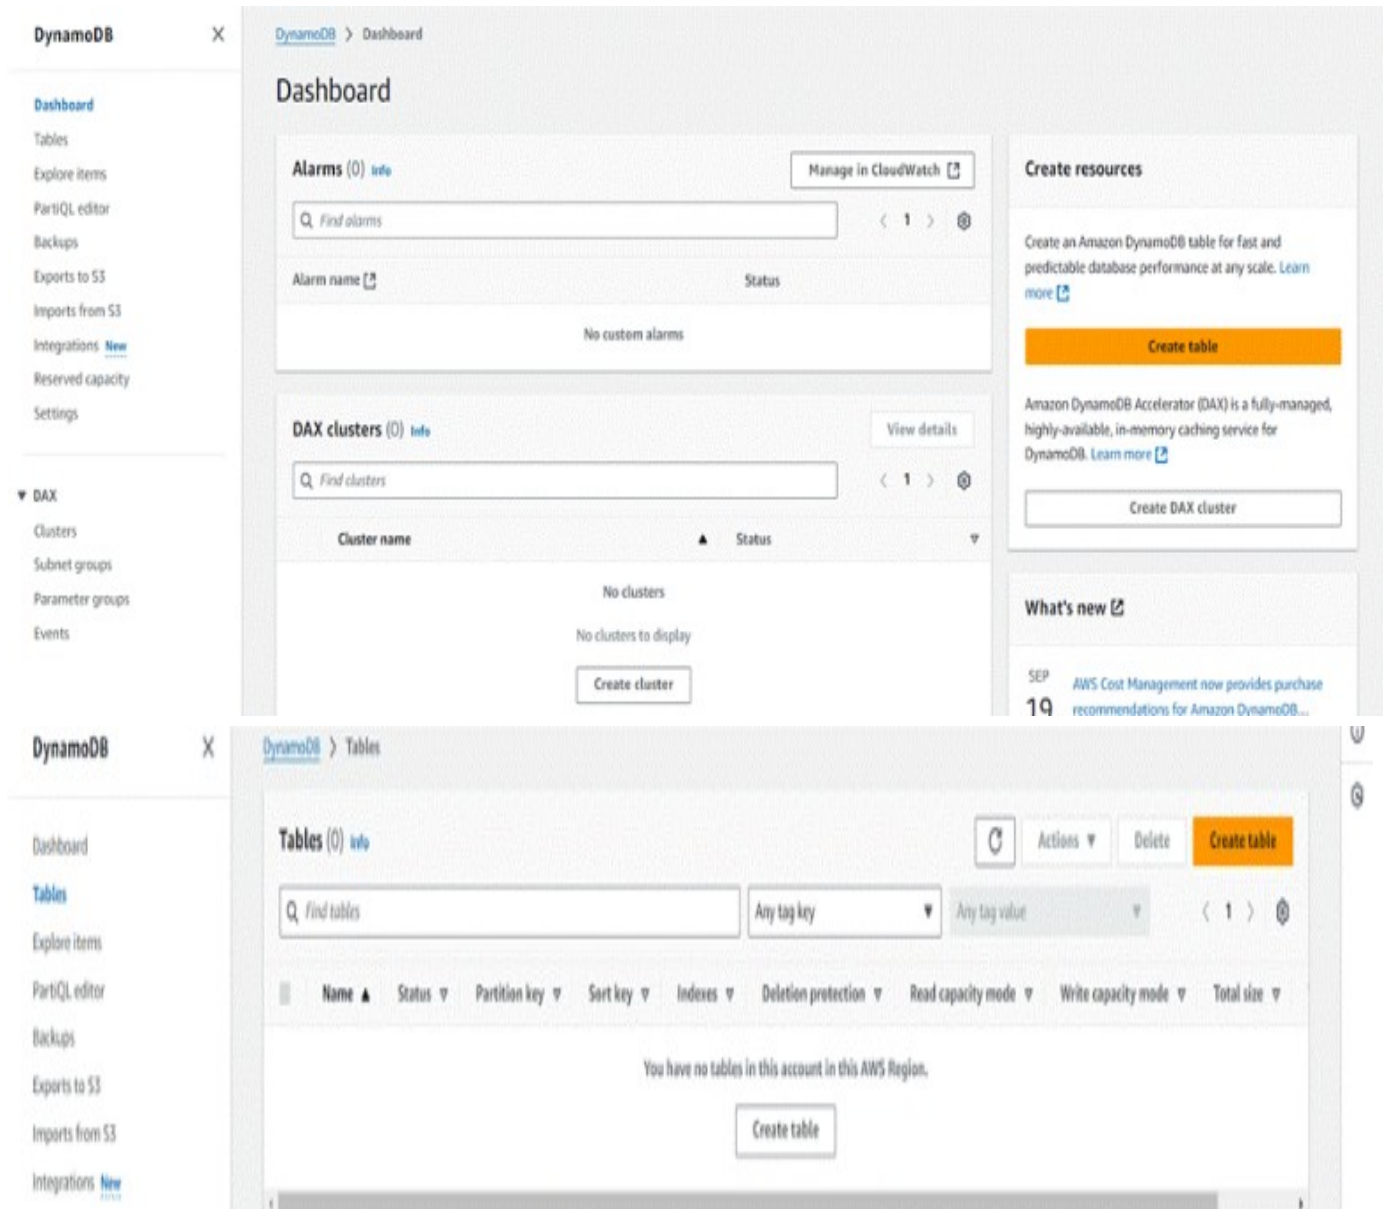 DynamoDB
Dashboard
Tables
Explore items
PartiQL editor
Backups
Exports to S3
Imports from S3
Integrations New
Reserved capacity
Settings
DAX
Clusters
Subnet groups
Parameter groups
Events
DynamoDB > Dashboard
Dashboard
Alarms (0) Info
Manage in CloudWatch
Find alarms
1
Alarm name
Status
No custom alarms
DAX clusters (0) Info
View details
Find clusters
1
Cluster name
Status
No clusters
No clusters to display
Create cluster
Create resources
Create an Amazon DynamoDB table for fast and
predictable database performance at any scale. Learn
more
Create table
Amazon DynamoDB Accelerator (DAX) is a fully-managed,
highly-available, in-memory caching service for
DynamoDB. Learn more
Create DAX cluster
What's new
SEP
19
AWS Cost Management now provides purchase
recommendations for Amazon DynamoDB...
DynamoDB
Dashboard
Tables
Explore items
PartiQL editor
Backups
Exports to S3
Imports from S3
Integrations New
DynamoDB > Tables
Tables (0) Info
Actions
Delete
Create table
Find tables
Any tag key
Any tag value
1
Name
Status
Partition key
Sort key
Indexes
Deletion protection
Read capacity mode
Write capacity mode
Total size
You have no tables in this account in this AWS Region.
Create table